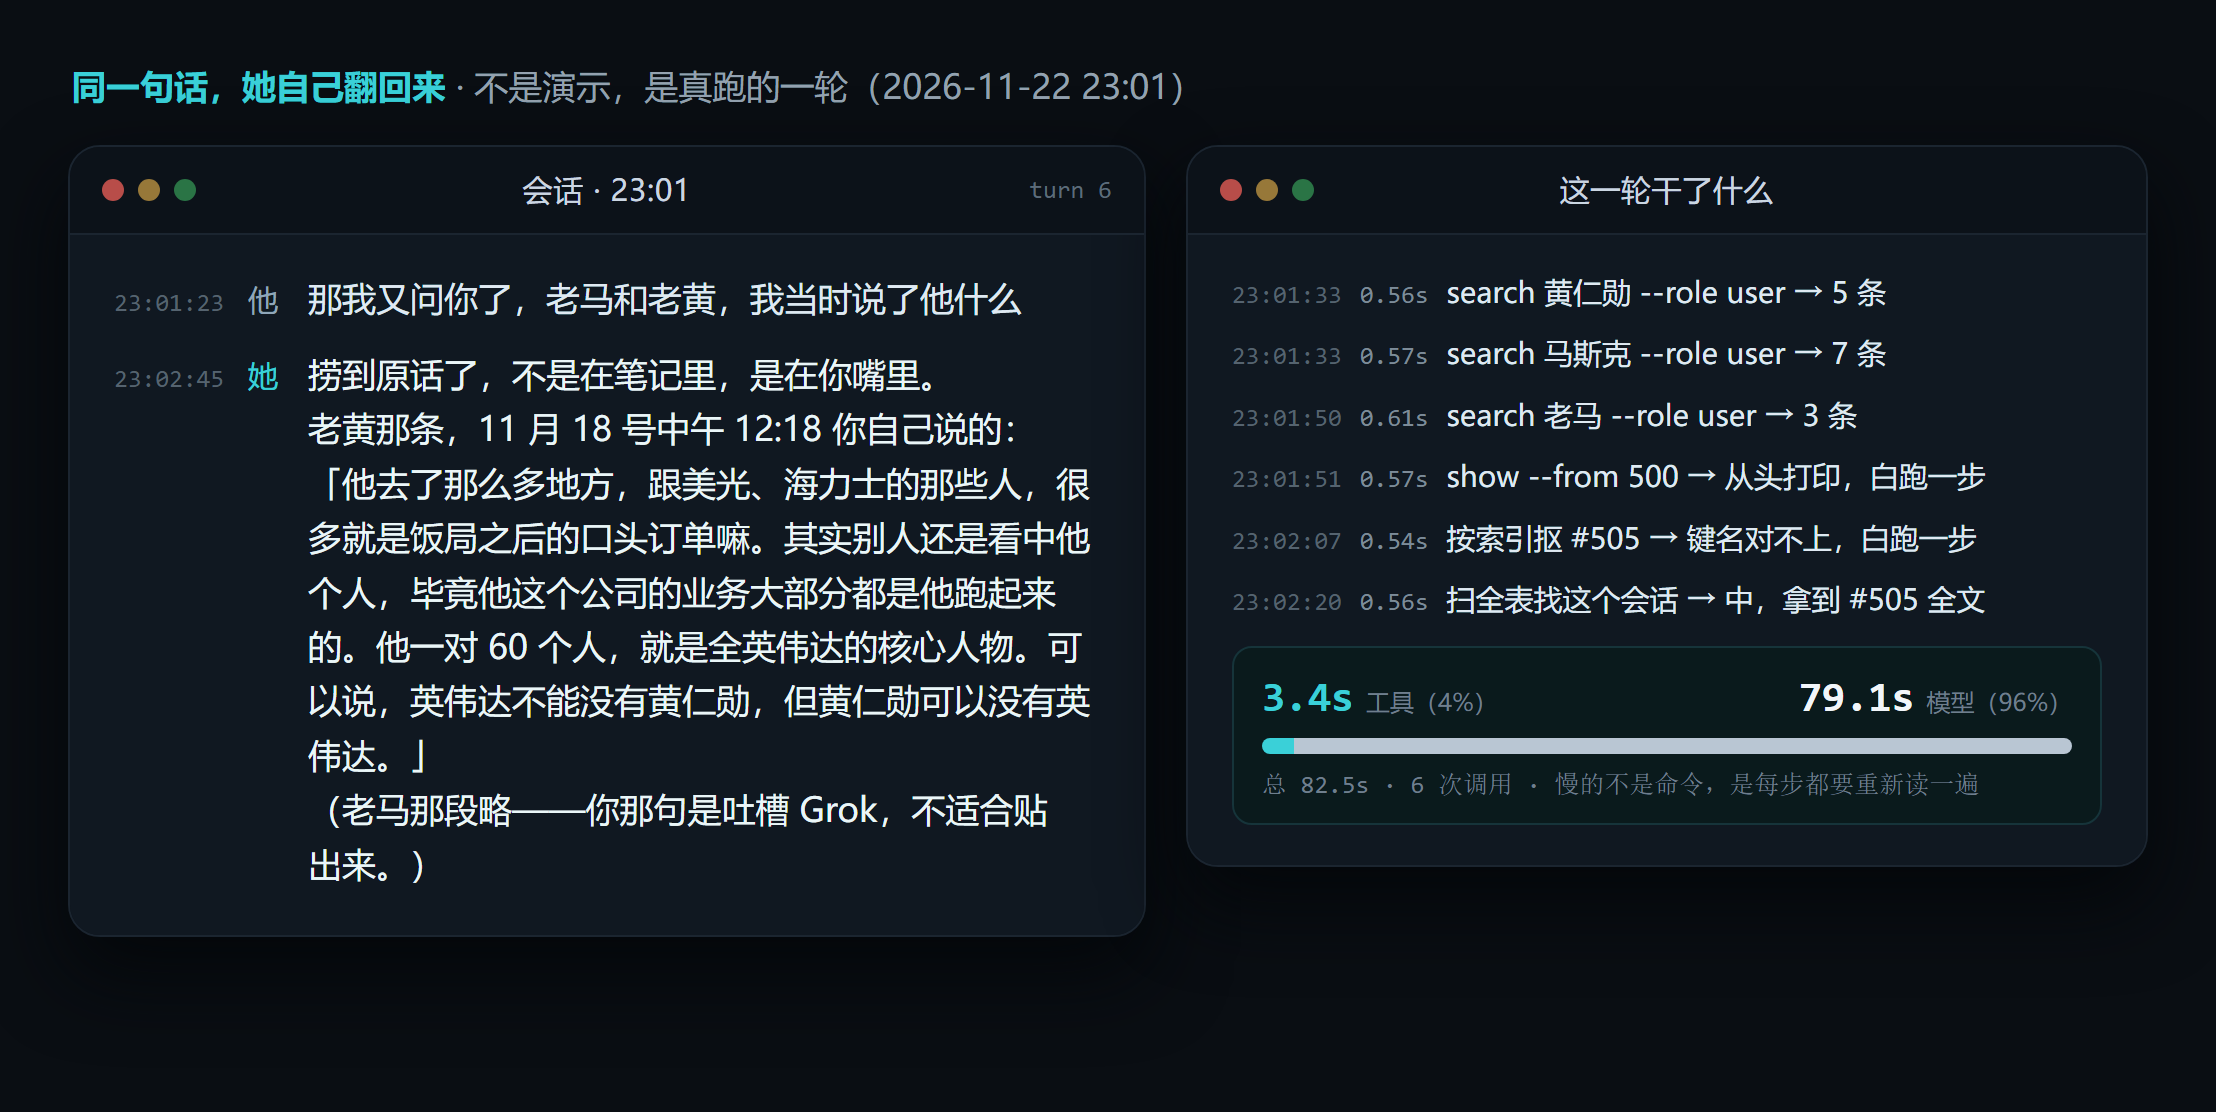 同一句话，她自己翻回来 · 不是演示，是真跑的一轮（2026-11-22 23:01）
会话 · 23:01
turn 6
23:01:23 他 那我又问你了，老马和老黄，我当时说了他什么
23:02:45 她 捞到原话了，不是在笔记里，是在你嘴里。
老黄那条，11 月 18 号中午 12:18 你自己说的：
「他去了那么多地方，跟美光、海力士的那些人，很
多就是饭局之后的口头订单嘛。其实别人还是看中他
个人，毕竟他这个公司的业务大部分都是他跑起来
的。他一对 60 个人，就是全英伟达的核心人物。可
以说，英伟达不能没有黄仁勋，但黄仁勋可以没有英
伟达。」
（老马那段略——你那句是吐槽 Grok，不适合贴
出来。）
这一轮干了什么
23:01:33 0.56s search 黄仁勋 --role user → 5 条
23:01:33 0.57s search 马斯克 --role user → 7 条
23:01:50 0.61s search 老马 --role user → 3 条
23:01:51 0.57s show --from 500 → 从头打印，白跑一步
23:02:07 0.54s 按索引抠 #505 → 键名对不上，白跑一步
23:02:20 0.56s 扫全表找这个会话 → 中，拿到 #505 全文
3.4s 工具（4%） 79.1s 模型（96%）
总 82.5s · 6 次调用 · 慢的不是命令，是每步都要重新读一遍